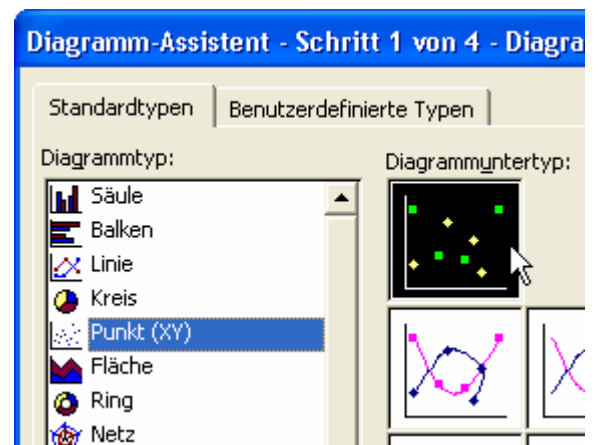 Diagramm-Assistent - Schritt 1 von 4 - Diagra
Standardtypen
Benutzerdefinierte Typen
Diagrammtyp:
Diagrammuntertyp:
Säule
Balken
Linie
Kreis
Punkt (XY)
Fläche
Ring
Netz